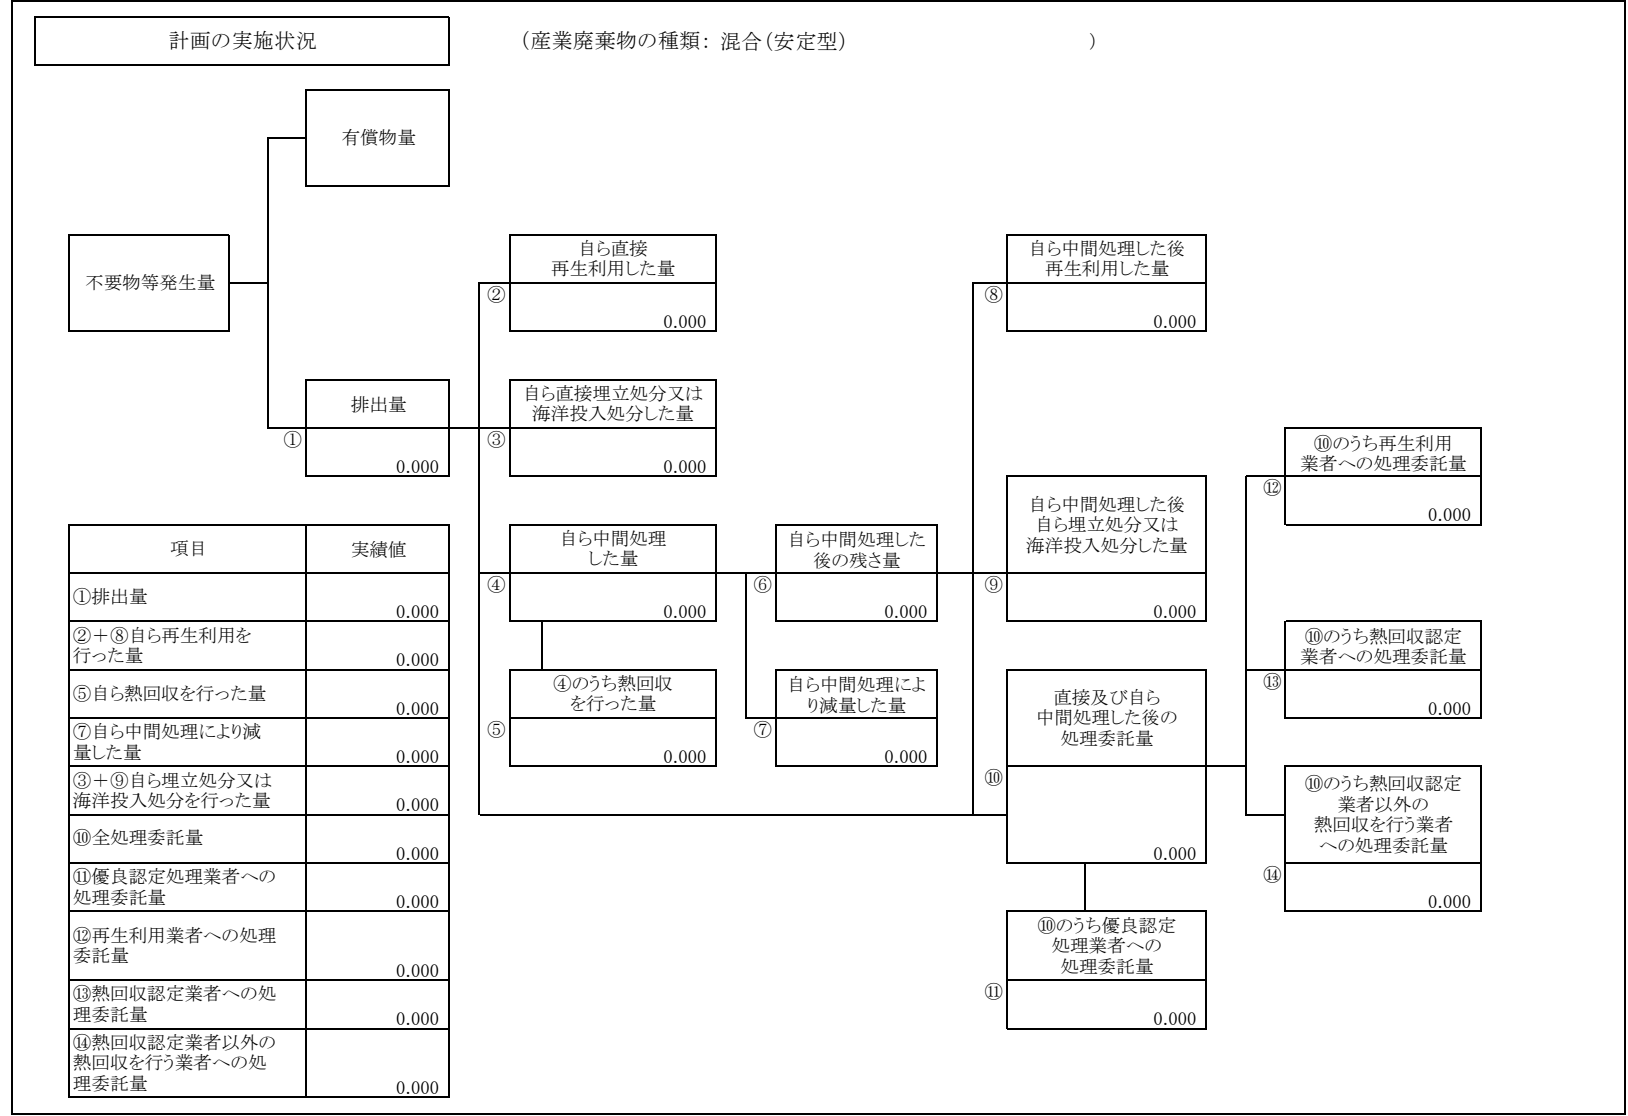 計画の実施状況
(産業廃棄物の種類: 混合(安定型) )
有償物量
不要物等発生量
自ら直接
再生利用した量
②
0.000
自ら中間処理した後
再生利用した量
⑧
0.000
排出量
①
0.000
自ら直接埋立処分又は
海洋投入処分した量
③
0.000
⑩のうち再生利用
業者への処理委託量
⑫
0.000
自ら中間処理した後
自ら埋立処分又は
海洋投入処分した量
⑨
0.000
自ら中間処理
した量
④
0.000
自ら中間処理した
後の残さ量
⑥
0.000
⑩のうち熱回収認定
業者への処理委託量
⑬
0.000
④のうち熱回収
を行った量
⑤
0.000
自ら中間処理によ
り減量した量
⑦
0.000
直接及び自ら
中間処理した後の
処理委託量
⑩
0.000
⑩のうち熱回収認定
業者以外の
熱回収を行う業者
への処理委託量
⑭
0.000
⑩のうち優良認定
処理業者への
処理委託量
⑪
0.000
項目 実績値
①排出量
0.000
②+⑧自ら再生利用を
行った量
0.000
⑤自ら熱回収を行った量
0.000
⑦自ら中間処理により減
量した量
0.000
③+⑨自ら埋立処分又は
海洋投入処分を行った量
0.000
⑩全処理委託量
0.000
⑪優良認定処理業者への
処理委託量
0.000
⑫再生利用業者への処理
委託量
0.000
⑬熱回収認定業者への処
理委託量
0.000
⑭熱回収認定業者以外の
熱回収を行う業者への処
理委託量
0.000